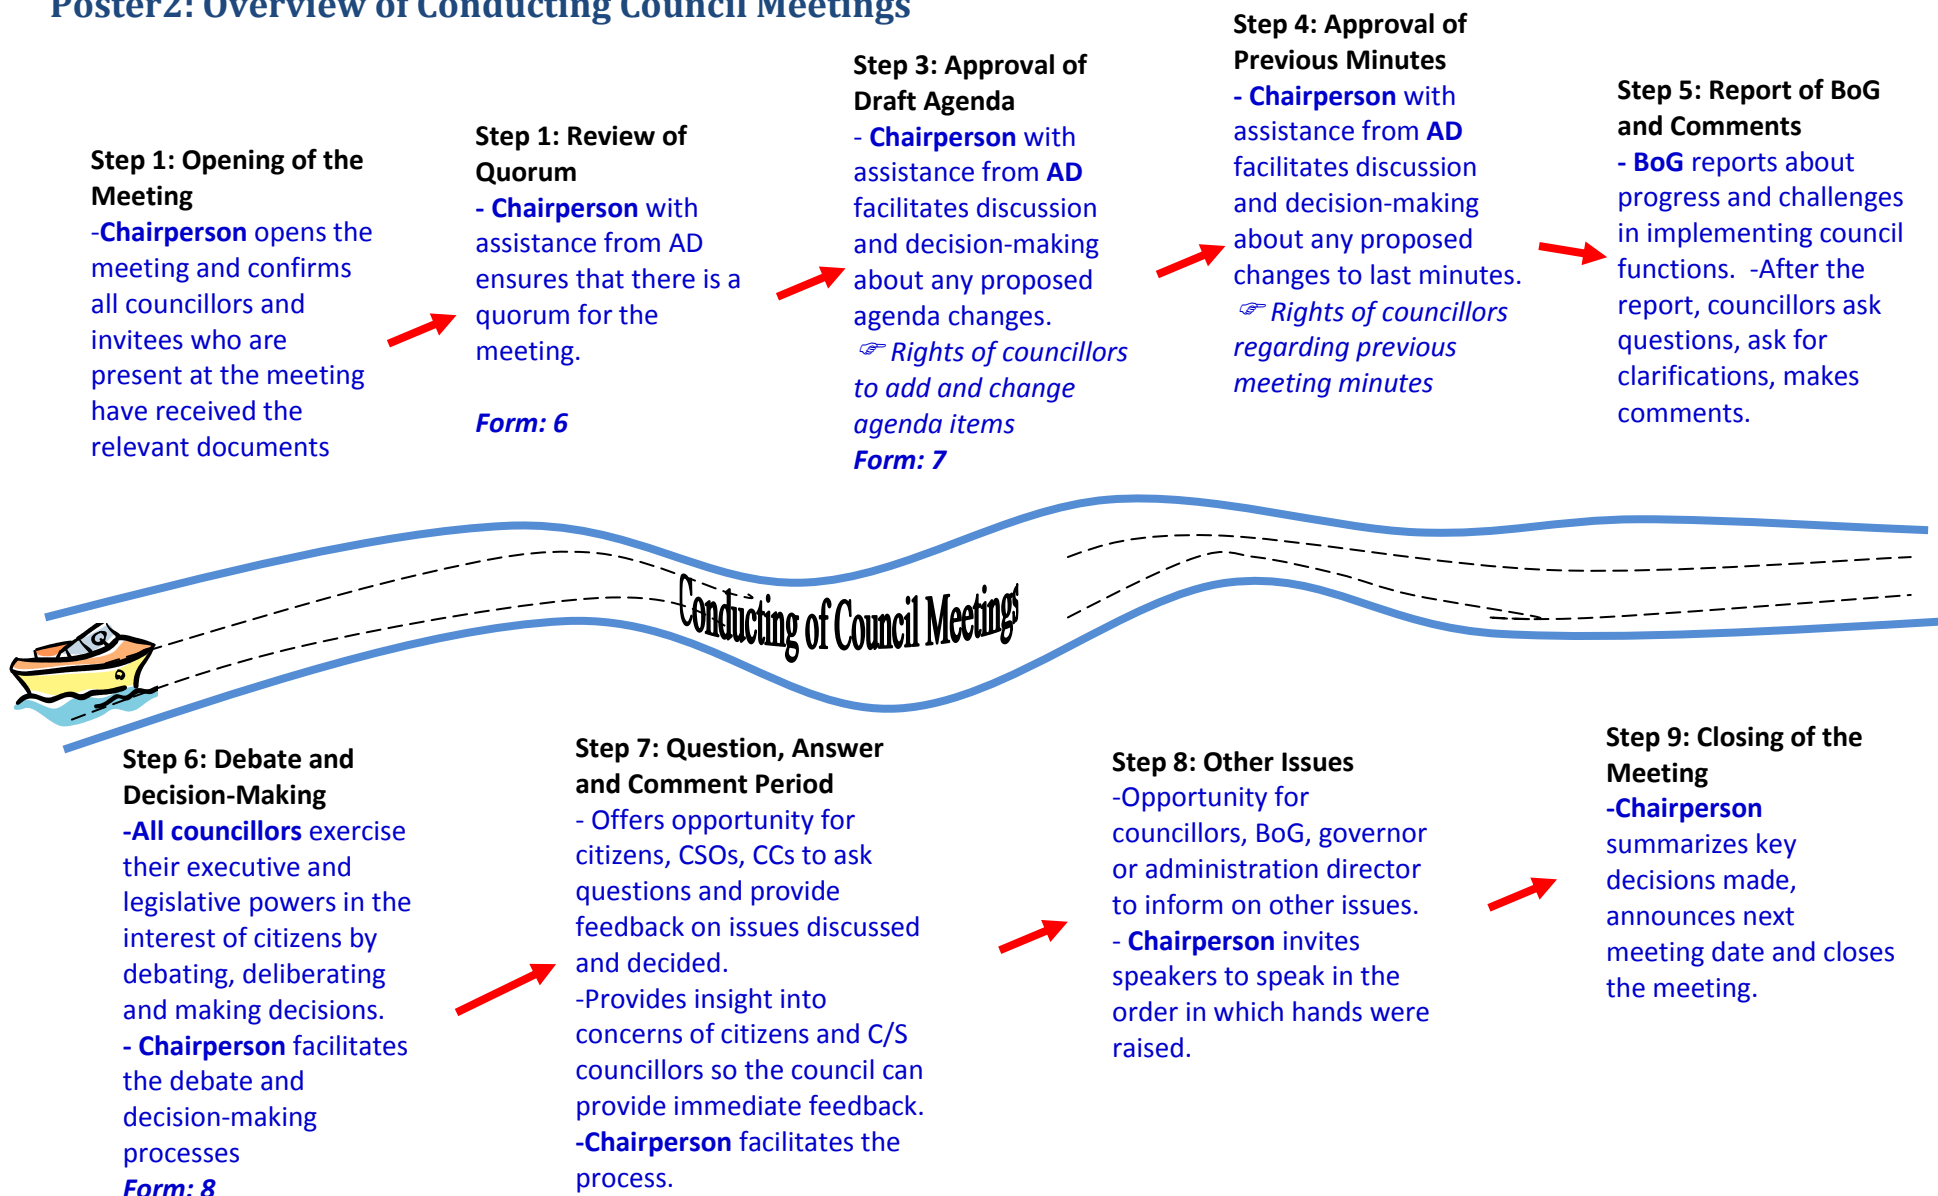 Poster2: Overview of Conducting Council Meetings
Step 1: Opening of the
Meeting
-Chairperson opens the
meeting and confirms
all councillors and
invitees who are
present at the meeting
have received the
relevant documents
Step 1: Review of
Quorum
- Chairperson with
assistance from AD
ensures that there is a
quorum for the
meeting.
Form: 6
Step 3: Approval of
Draft Agenda
- Chairperson with
assistance from AD
facilitates discussion
and decision-making
about any proposed
agenda changes.
☞ Rights of councillors
to add and change
agenda items
Form: 7
Step 4: Approval of
Previous Minutes
- Chairperson with
assistance from AD
facilitates discussion
and decision-making
about any proposed
changes to last minutes.
☞ Rights of councillors
regarding previous
meeting minutes
Step 5: Report of BoG
and Comments
- BoG reports about
progress and challenges
in implementing council
functions.  -After the
report, councillors ask
questions, ask for
clarifications, makes
comments.
Conducting of Council Meetings
Step 6: Debate and
Decision-Making
-All councillors exercise
their executive and
legislative powers in the
interest of citizens by
debating, deliberating
and making decisions.
- Chairperson facilitates
the debate and
decision-making
processes
Form: 8
Step 7: Question, Answer
and Comment Period
- Offers opportunity for
citizens, CSOs, CCs to ask
questions and provide
feedback on issues discussed
and decided.
-Provides insight into
concerns of citizens and C/S
councillors so the council can
provide immediate feedback.
-Chairperson facilitates the
process.
Step 8: Other Issues
-Opportunity for
councillors, BoG, governor
or administration director
to inform on other issues.
- Chairperson invites
speakers to speak in the
order in which hands were
raised.
Step 9: Closing of the
Meeting
-Chairperson
summarizes key
decisions made,
announces next
meeting date and closes
the meeting.